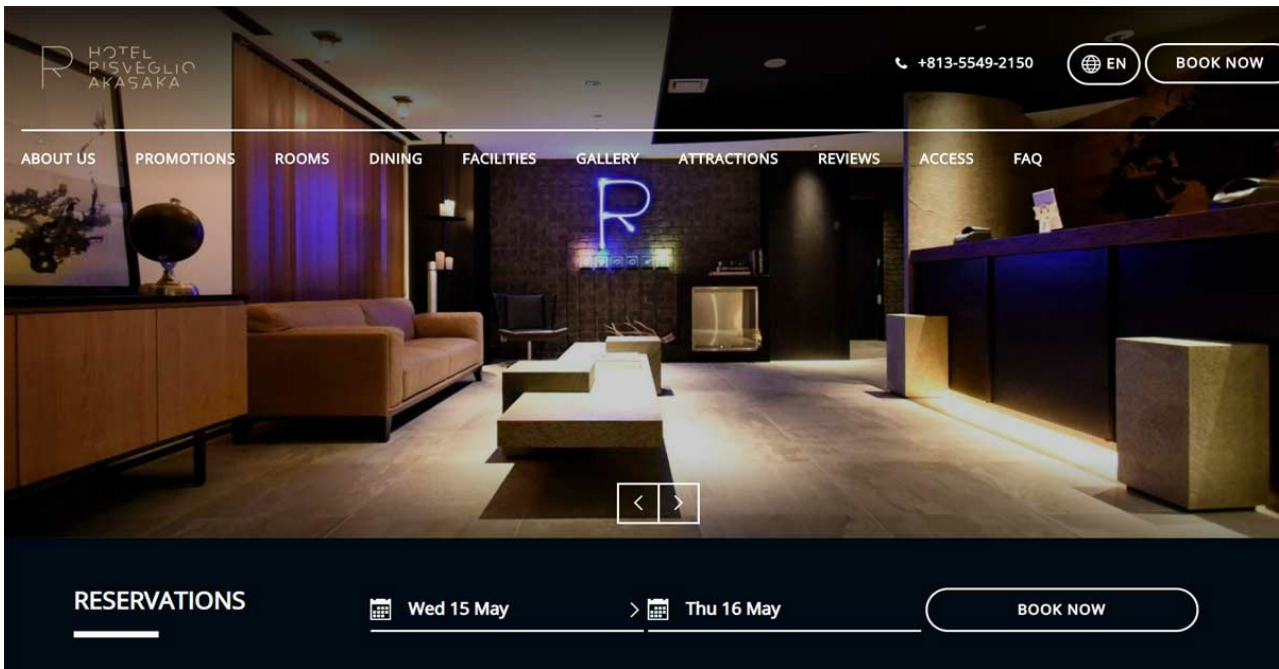 HOTEL
RISVEGLIO
AKASAKA
+813-5549-2150
EN
BOOK NOW
ABOUT US PROMOTIONS ROOMS DINING FACILITIES GALLERY ATTRACTIONS REVIEWS ACCESS FAQ
R
RESERVATIONS
Wed 15 May > Thu 16 May
BOOK NOW